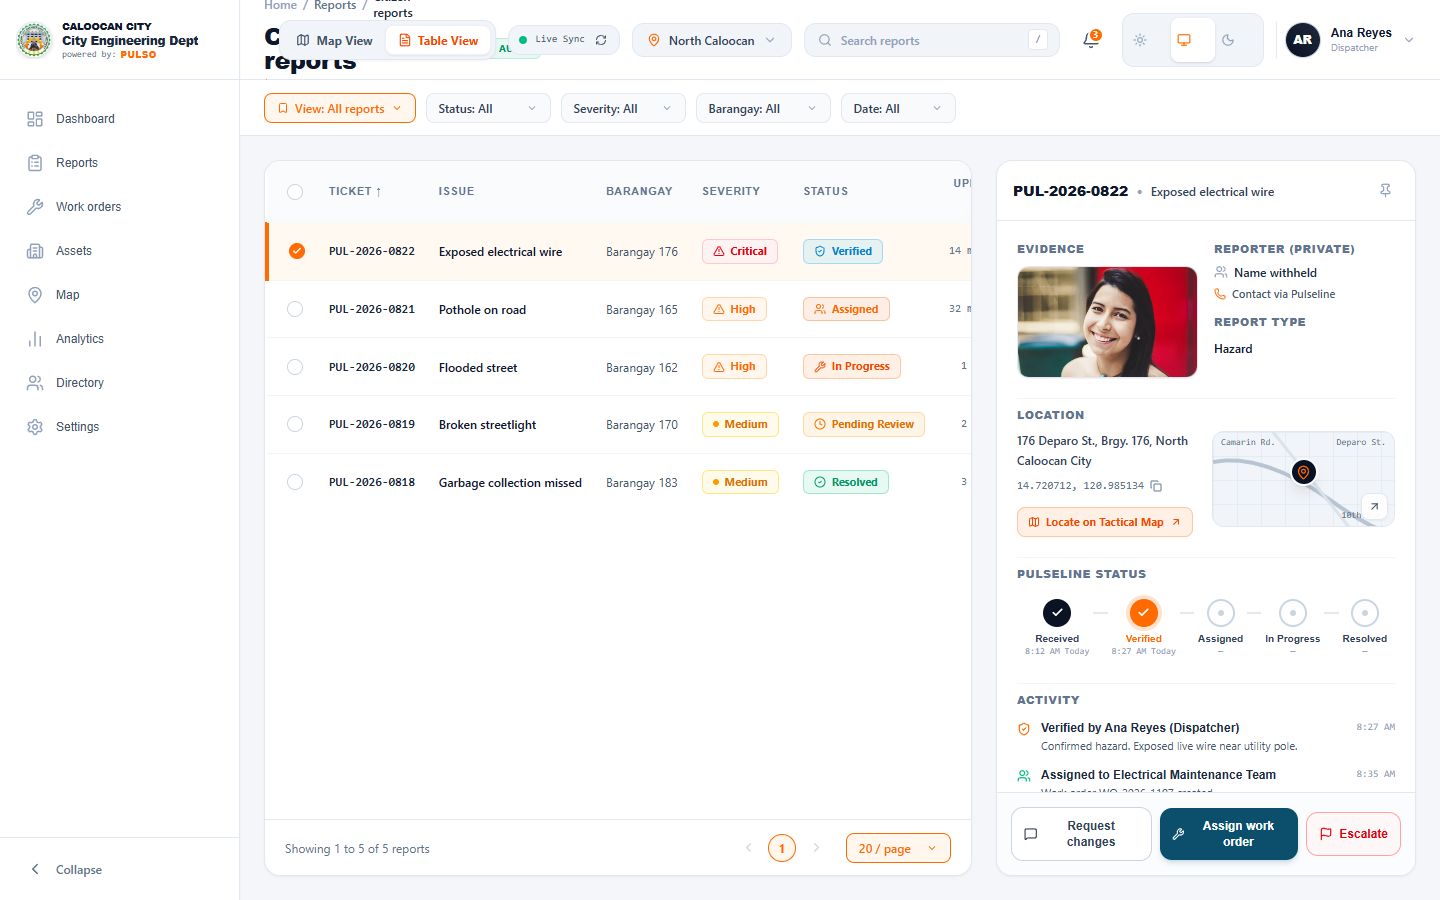 CALOOCAN CITY
City Engineering Dept
powered by: PULSO
Dashboard
Reports
Work orders
Assets
Map
Analytics
Directory
Settings
Collapse
Home / Reports /
reports
reports
Map View
Table View
Live Sync
North Caloocan
Search reports
/
3
AR
Ana Reyes
Dispatcher
View: All reports
Status: All
Severity: All
Barangay: All
Date: All
TICKET ↑ ISSUE BARANGAY SEVERITY STATUS
PUL-2026-0822 Exposed electrical wire Barangay 176 Critical Verified 14
PUL-2026-0821 Pothole on road Barangay 165 High Assigned 32
PUL-2026-0820 Flooded street Barangay 162 High In Progress 1
PUL-2026-0819 Broken streetlight Barangay 170 Medium Pending Review 2
PUL-2026-0818 Garbage collection missed Barangay 183 Medium Resolved 3
Showing 1 to 5 of 5 reports
1
20 / page
PUL-2026-0822 • Exposed electrical wire
EVIDENCE
REPORTER (PRIVATE)
Name withheld
Contact via Pulseline
REPORT TYPE
Hazard
LOCATION
176 Deparo St., Brgy. 176, North
Caloocan City
14.720712, 120.985134
Locate on Tactical Map
Camarin Rd.
Deparo St.
10th
PULSELINE STATUS
Received
8:12 AM Today
Verified
8:27 AM Today
Assigned
–
In Progress
–
Resolved
–
ACTIVITY
Verified by Ana Reyes (Dispatcher) 8:27 AM
Confirmed hazard. Exposed live wire near utility pole.
Assigned to Electrical Maintenance Team 8:35 AM
Request
changes
Assign work
order
Escalate